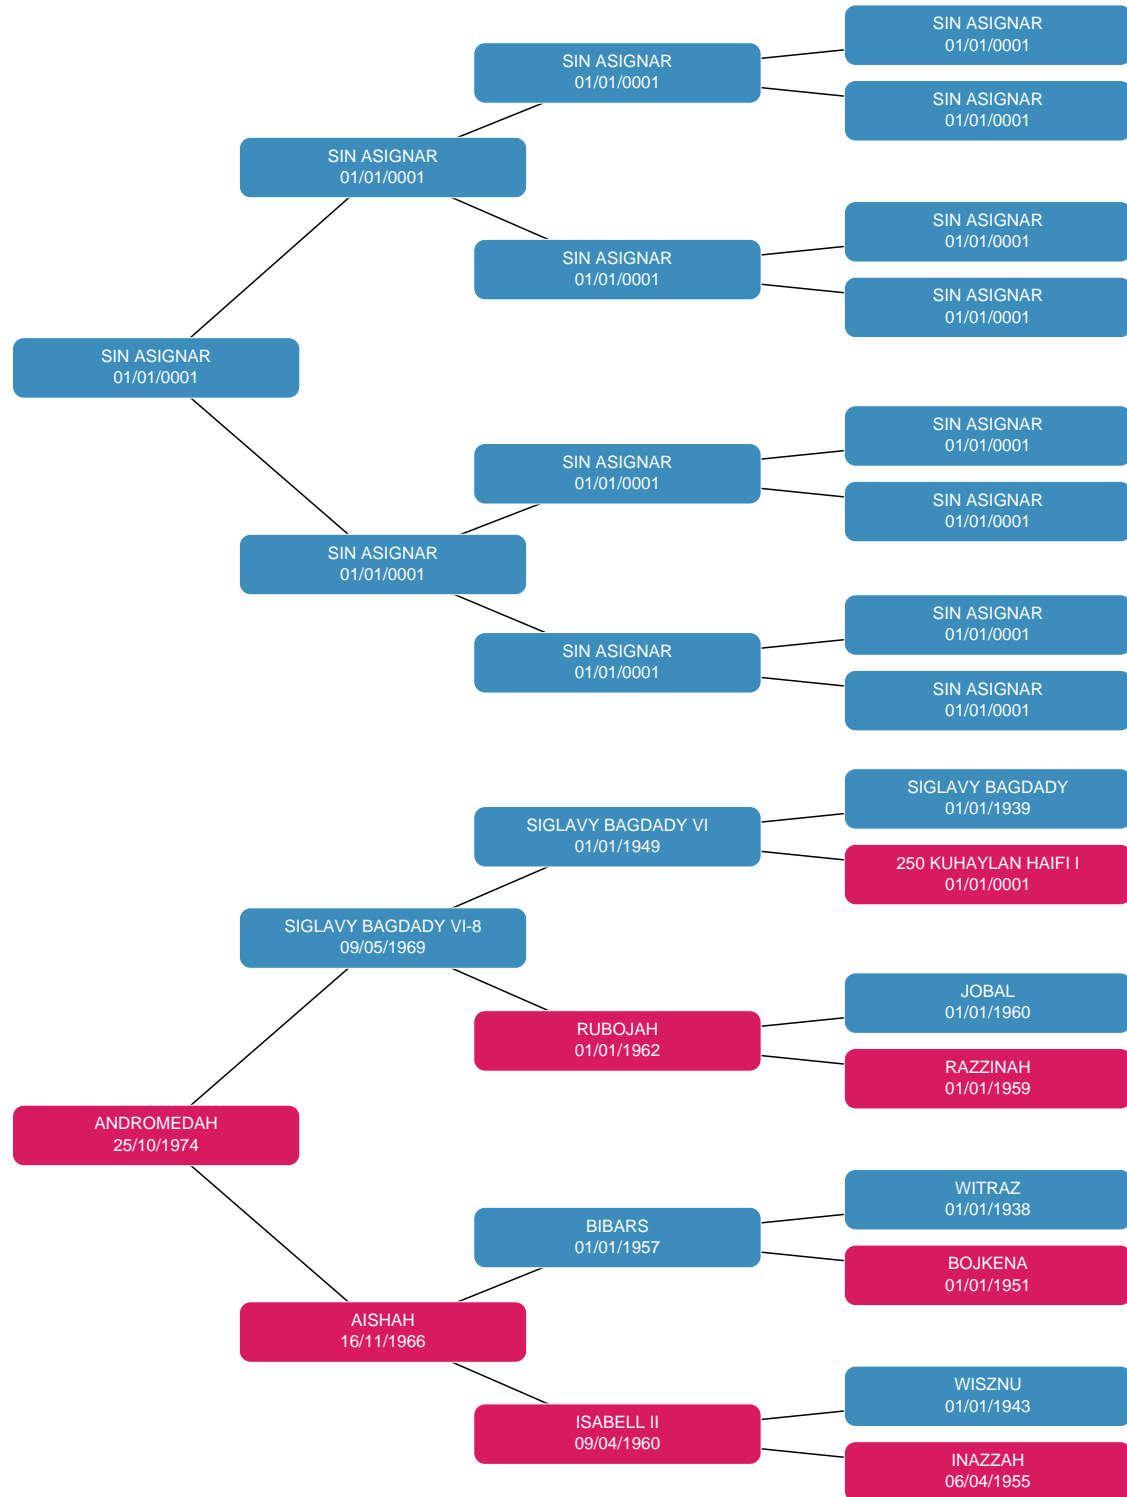 SIN ASIGNAR
01/01/0001
SIN ASIGNAR
01/01/0001
SIN ASIGNAR
01/01/0001
SIN ASIGNAR
01/01/0001
SIN ASIGNAR
01/01/0001
SIN ASIGNAR
01/01/0001
SIN ASIGNAR
01/01/0001
SIN ASIGNAR
01/01/0001
SIN ASIGNAR
01/01/0001
SIN ASIGNAR
01/01/0001
SIN ASIGNAR
01/01/0001
SIN ASIGNAR
01/01/0001
SIN ASIGNAR
01/01/0001
SIN ASIGNAR
01/01/0001
SIN ASIGNAR
01/01/0001
SIGLAVY BAGDADY
01/01/1939
SIGLAVY BAGDADY VI
01/01/1949
250 KUHAYLAN HAIFI I
01/01/0001
SIGLAVY BAGDADY VI-8
09/05/1969
JOBAL
01/01/1960
RUBOJAH
01/01/1962
RAZZINAH
01/01/1959
ANDROMEDAH
25/10/1974
WITRAZ
01/01/1938
BIBARS
01/01/1957
BOJKENA
01/01/1951
AISHAH
16/11/1966
WISZNU
01/01/1943
ISABELL II
09/04/1960
INAZZAH
06/04/1955